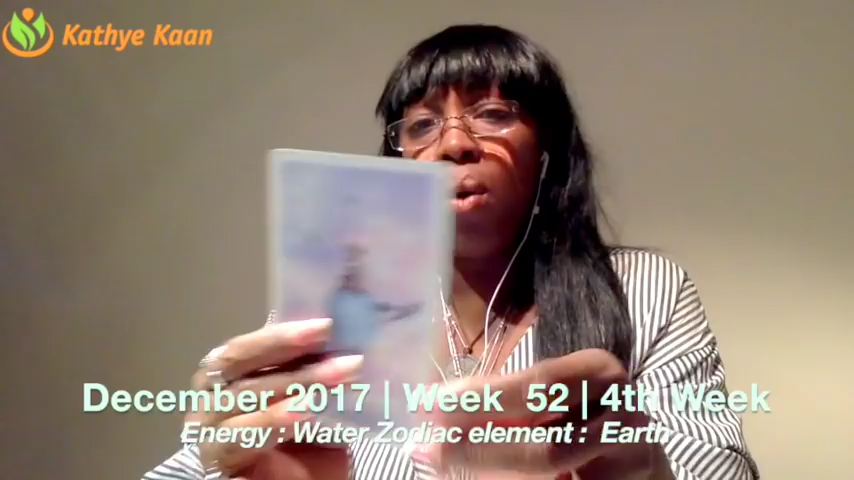 Kathye Kaan
December 2017 | Week 52 | 4th Week
Energy : Water Zodiac element : Earth